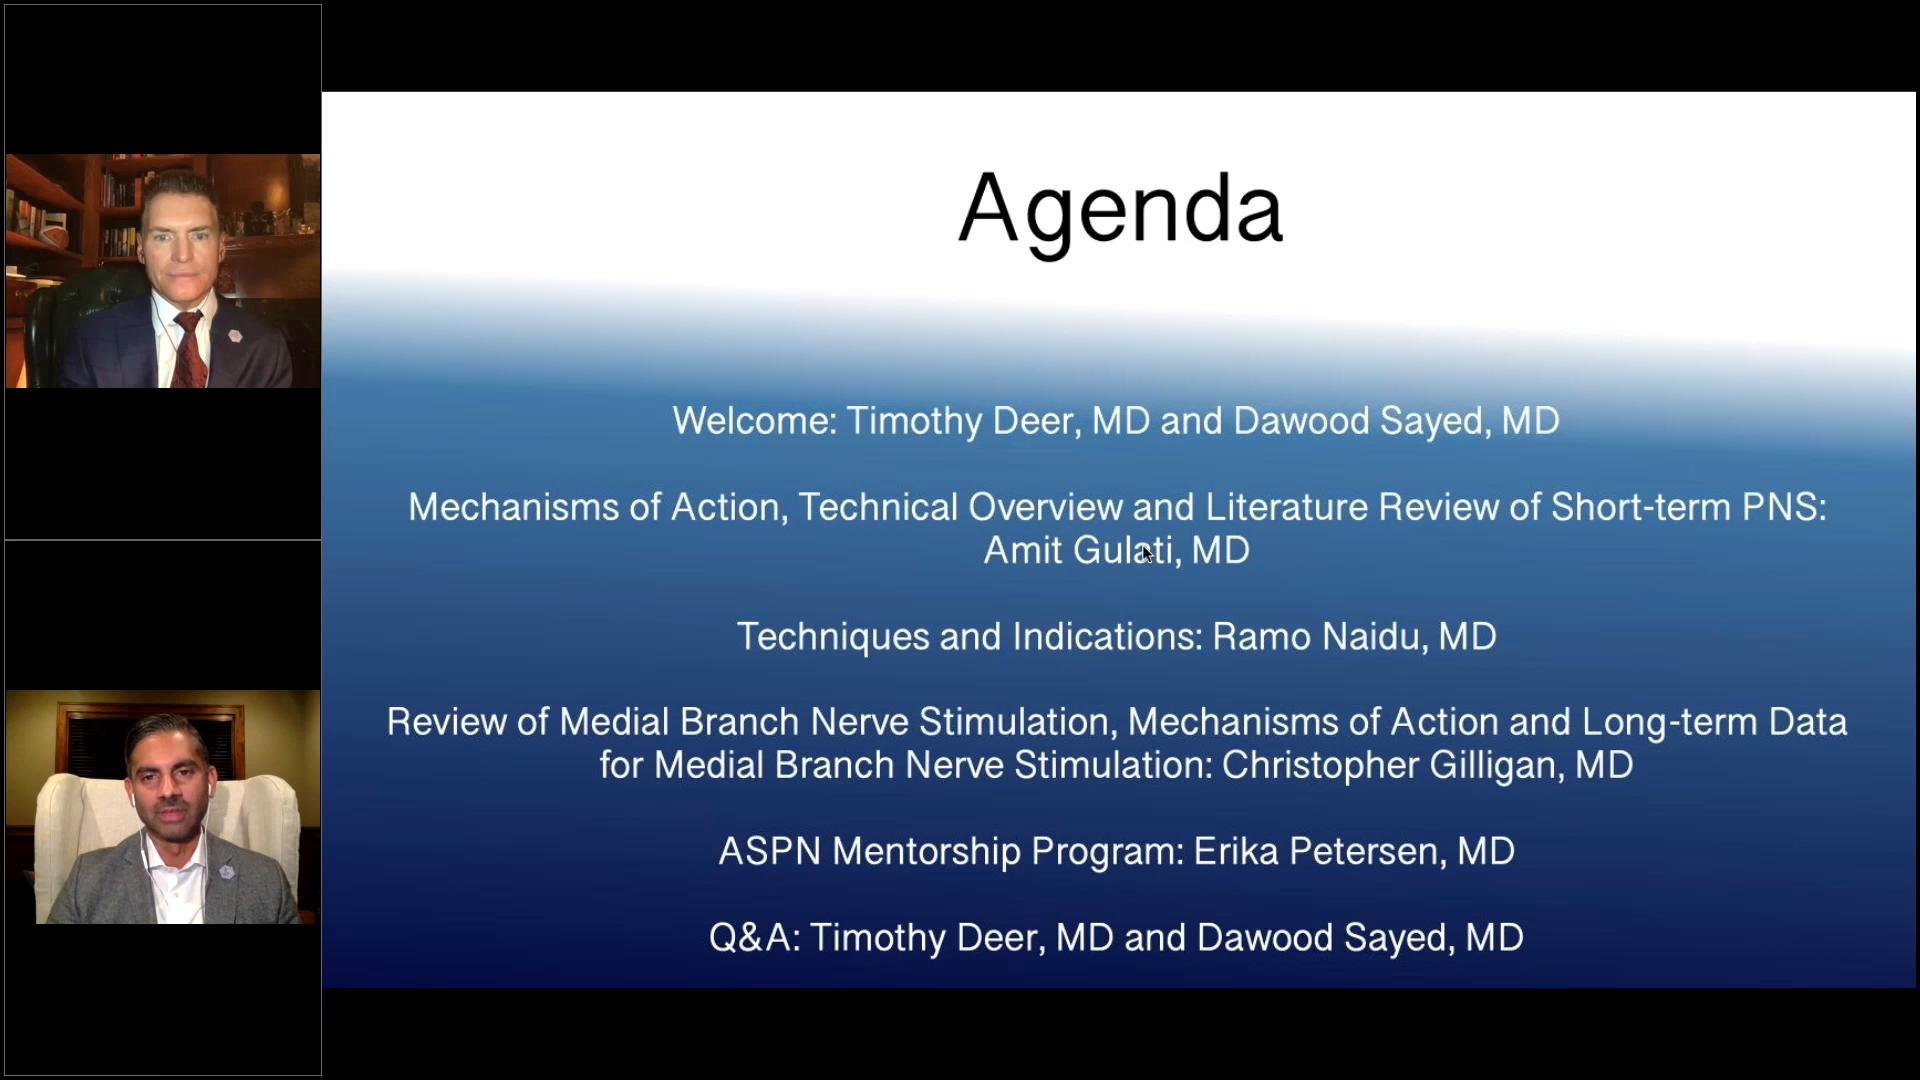 Agenda
Welcome: Timothy Deer, MD and Dawood Sayed, MD
Mechanisms of Action, Technical Overview and Literature Review of Short-term PNS:
Amit Gulati, MD
Techniques and Indications: Ramo Naidu, MD
Review of Medial Branch Nerve Stimulation, Mechanisms of Action and Long-term Data
for Medial Branch Nerve Stimulation: Christopher Gilligan, MD
ASPN Mentorship Program: Erika Petersen, MD
Q&A: Timothy Deer, MD and Dawood Sayed, MD